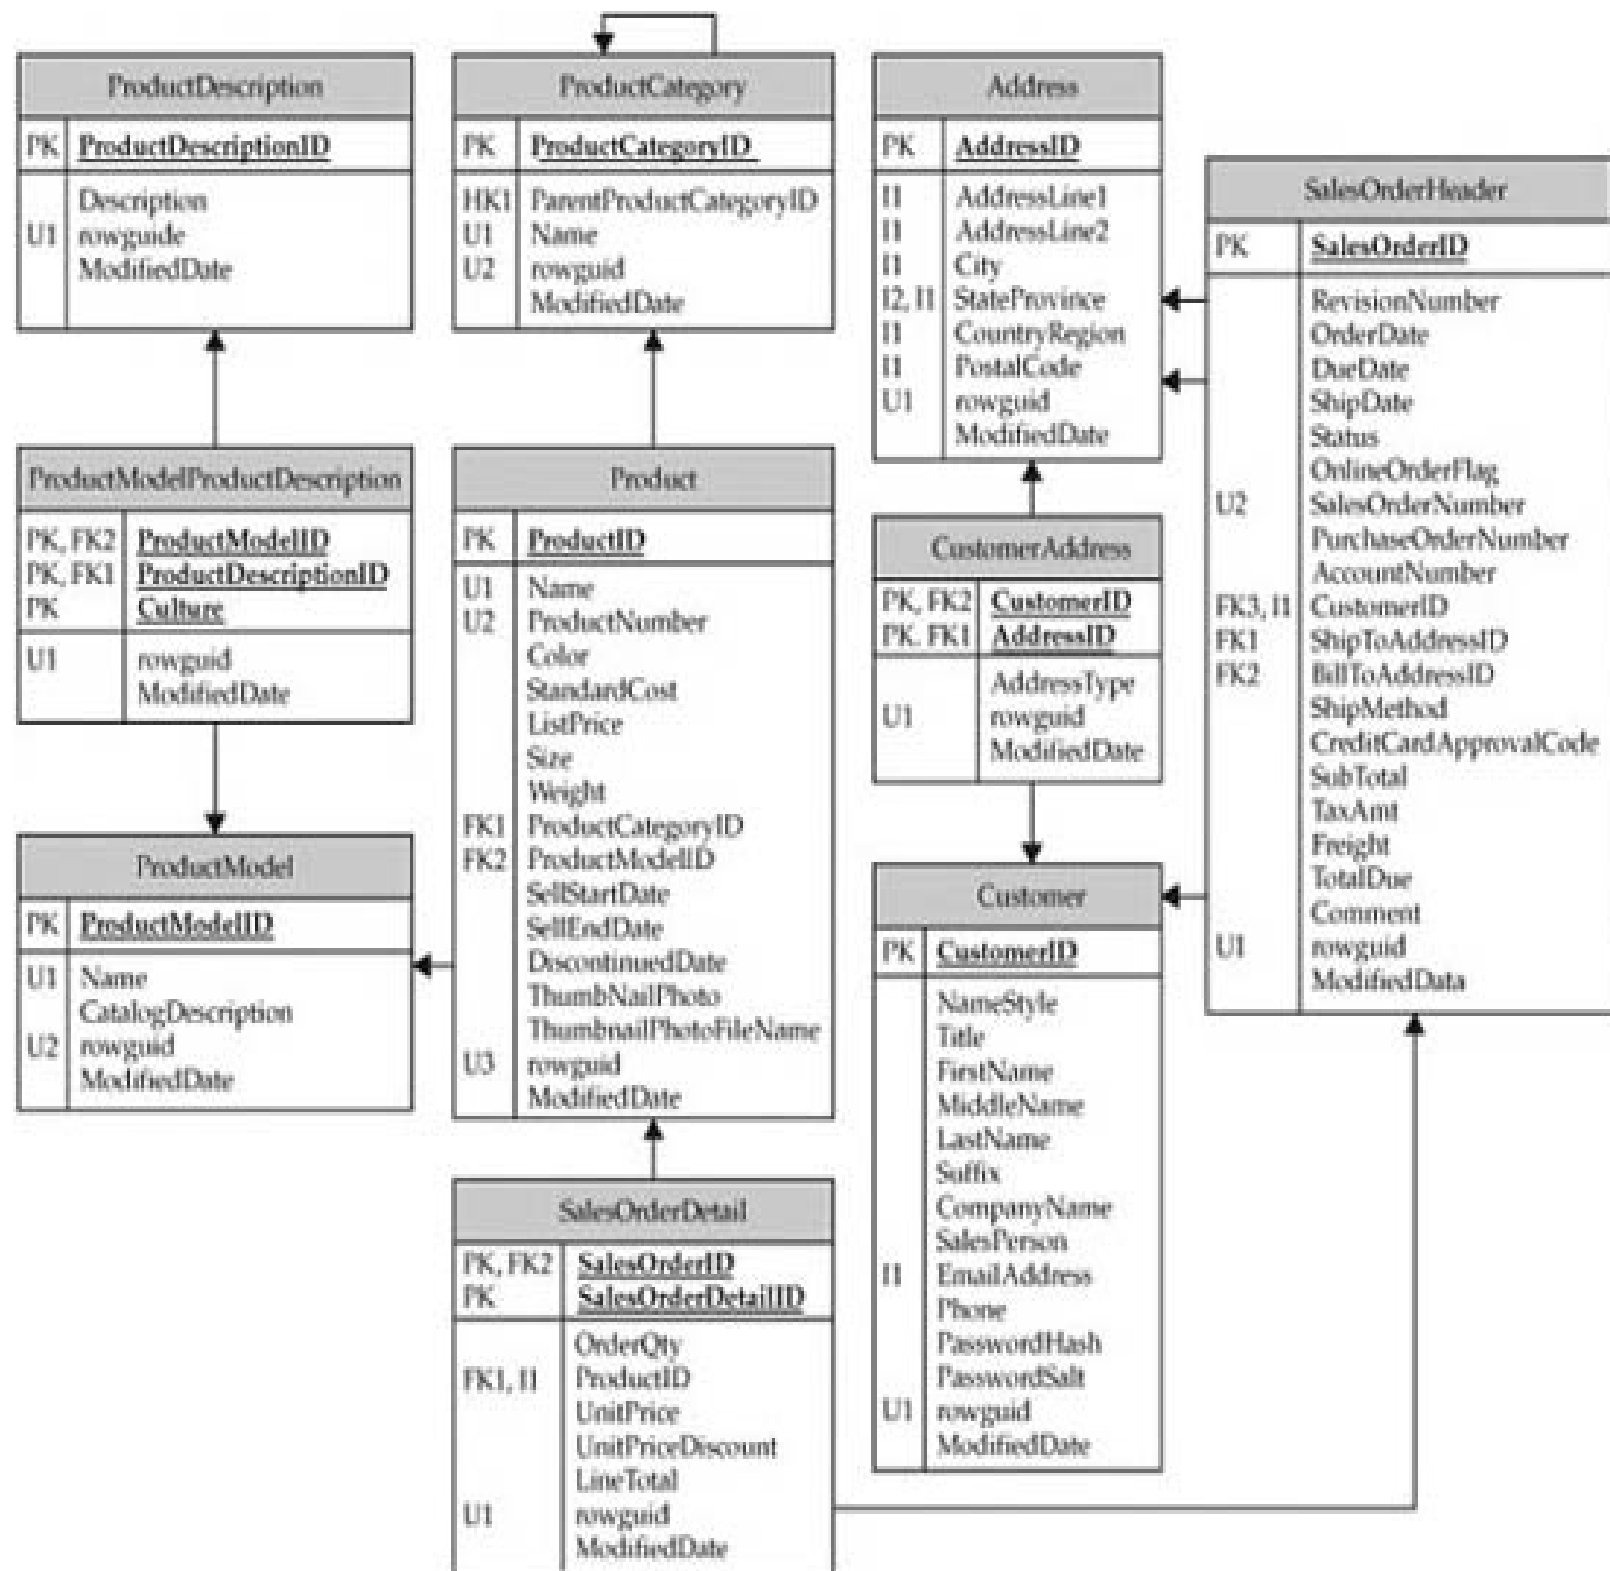 ProductDescription
PK ProductDescriptionID
Description
U1 rowguide
ModifiedDate
ProductCategory
PK ProductCategoryID
HK1 ParentProductCategoryID
U1 Name
U2 rowguid
ModifiedDate
Address
PK AddressID
I1 AddressLine1
I1 AddressLine2
I1 City
I2, I1 StateProvince
I1 CountryRegion
I1 PostalCode
U1 rowguid
ModifiedDate
SalesOrderHeader
PK SalesOrderID
RevisionNumber
OrderDate
DueDate
ShipDate
Status
OnlineOrderFlag
U2 SalesOrderNumber
PurchaseOrderNumber
AccountNumber
FK3, I1 CustomerID
FK1 ShipToAddressID
FK2 BillToAddressID
ShipMethod
CreditCardApprovalCode
SubTotal
TaxAmt
Freight
TotalDue
Comment
U1 rowguid
ModifiedData
ProductModelProductDescription
PK, FK2 ProductModelID
PK, FK1 ProductDescriptionID
PK Culture
U1 rowguid
ModifiedDate
Product
PK ProductID
U1 Name
U2 ProductNumber
Color
StandardCost
ListPrice
Size
Weight
FK1 ProductCategoryID
FK2 ProductModelID
SellStartDate
SellEndDate
DiscontinuedDate
ThumbNailPhoto
ThumbnailPhotoFileName
U3 rowguid
ModifiedDate
CustomerAddress
PK, FK2 CustomerID
PK. FK1 AddressID
AddressType
U1 rowguid
ModifiedDate
ProductModel
PK ProductModelID
U1 Name
CatalogDescription
U2 rowguid
ModifiedDate
Customer
PK CustomerID
NameStyle
Title
FirstName
MiddleName
LastName
Suffix
CompanyName
SalesPerson
I1 EmailAddress
Phone
PasswordHash
PasswordSalt
U1 rowguid
ModifiedDate
SalesOrderDetail
PK, FK2 SalesOrderID
PK SalesOrderDetailID
OrderQty
FK1, I1 ProductID
UnitPrice
UnitPriceDiscount
LineTotal
U1 rowguid
ModifiedDate